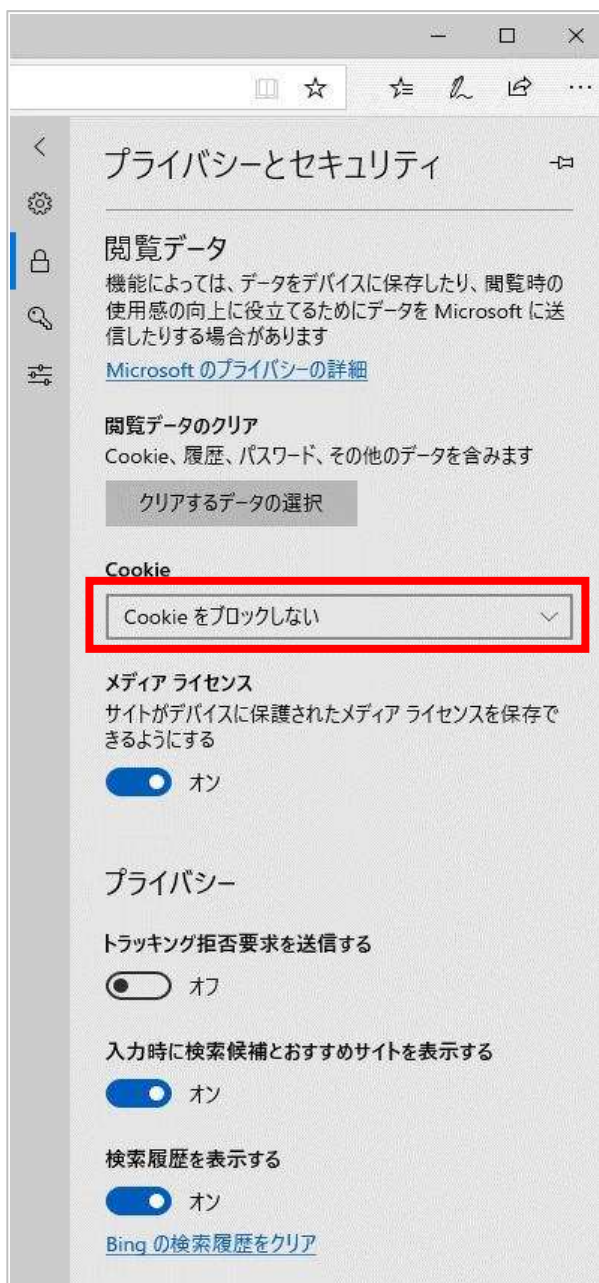 プライバシーとセキュリティ
閲覧データ
機能によっては、データをデバイスに保存したり、閲覧時の
使用感の向上に役立てるためにデータを Microsoft に送
信したりする場合があります
Microsoft のプライバシーの詳細
閲覧データのクリア
Cookie、履歴、パスワード、その他のデータを含みます
クリアするデータの選択
Cookie
Cookie をブロックしない
メディア ライセンス
サイトがデバイスに保護されたメディア ライセンスを保存で
きるようにする
オン
プライバシー
トラッキング拒否要求を送信する
オフ
入力時に検索候補とおすすめサイトを表示する
オン
検索履歴を表示する
オン
Bing の検索履歴をクリア